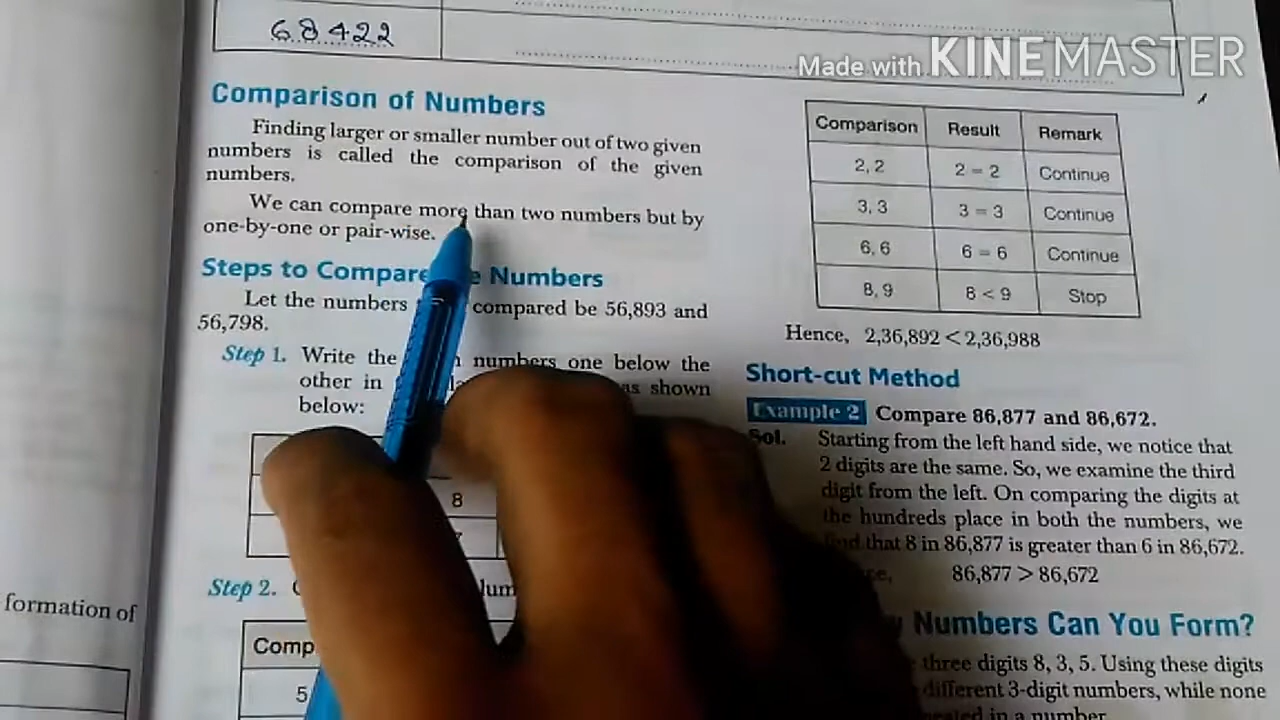 68422
Made with KINEMASTER
Comparison of Numbers
Finding larger or smaller number out of two given
numbers is called the comparison of the given
numbers.
We can compare more than two numbers but by
one-by-one or pair-wise.
Steps to Compare Numbers
Let the numbers compared be 56,893 and
56,798.
Step 1. Write the numbers one below the
other in as shown
below:
8
Step 2.
5
formation of
Comparison Result Remark
2, 2 2 = 2 Continue
3, 3 3 = 3 Continue
6, 6 6 = 6 Continue
8, 9 8 < 9 Stop
Hence, 2,36,892 < 2,36,988
Short-cut Method
Example 2 Compare 86,877 and 86,672.
Sol. Starting from the left hand side, we notice that
2 digits are the same. So, we examine the third
digit from the left. On comparing the digits at
the hundreds place in both the numbers, we
find that 8 in 86,877 is greater than 6 in 86,672.
86,877 > 86,672
Numbers Can You Form?
three digits 8, 3, 5. Using these digits
different 3-digit numbers, while none
in a number